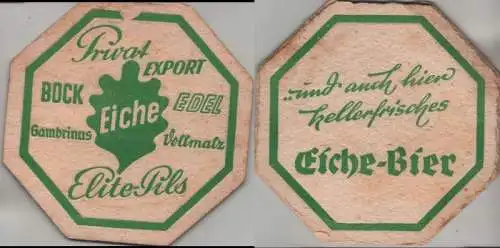 Privat
EXPORT
BOCK
EDEL
Eiche
Gambrinus
Vollmalz
Elite-Pils
..und auch hier
kellerfrisches
Eiche-Bier